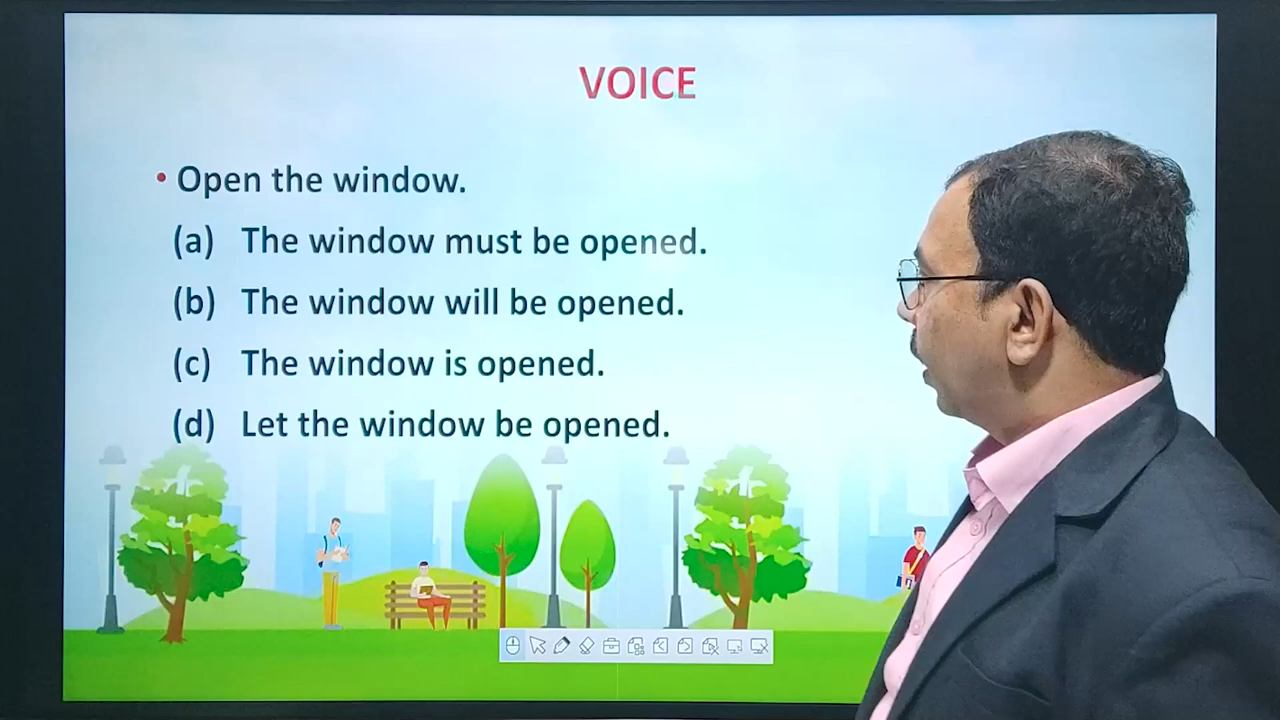 VOICE
• Open the window.
(a) The window must be opened.
(b) The window will be opened.
(c) The window is opened.
(d) Let the window be opened.